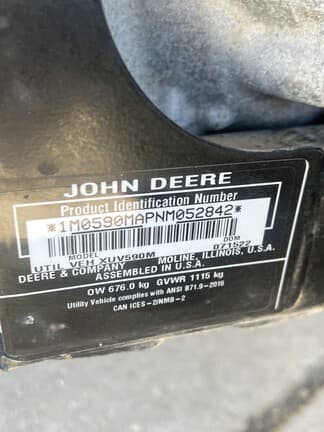 JOHN DEERE
Product Identification Number
*1M0590MAPNM052842*
MODEL DOM
UTIL VEH XUV590M 071522
DEERE & COMPANY MOLINE, ILLINOIS, U.S.A.
ASSEMBLED IN U.S.A.
OW 676.0 kg GVWR 1115 kg
Utility Vehicle complies with ANSI B71.9-2016
CAN ICES-2/NMB-2